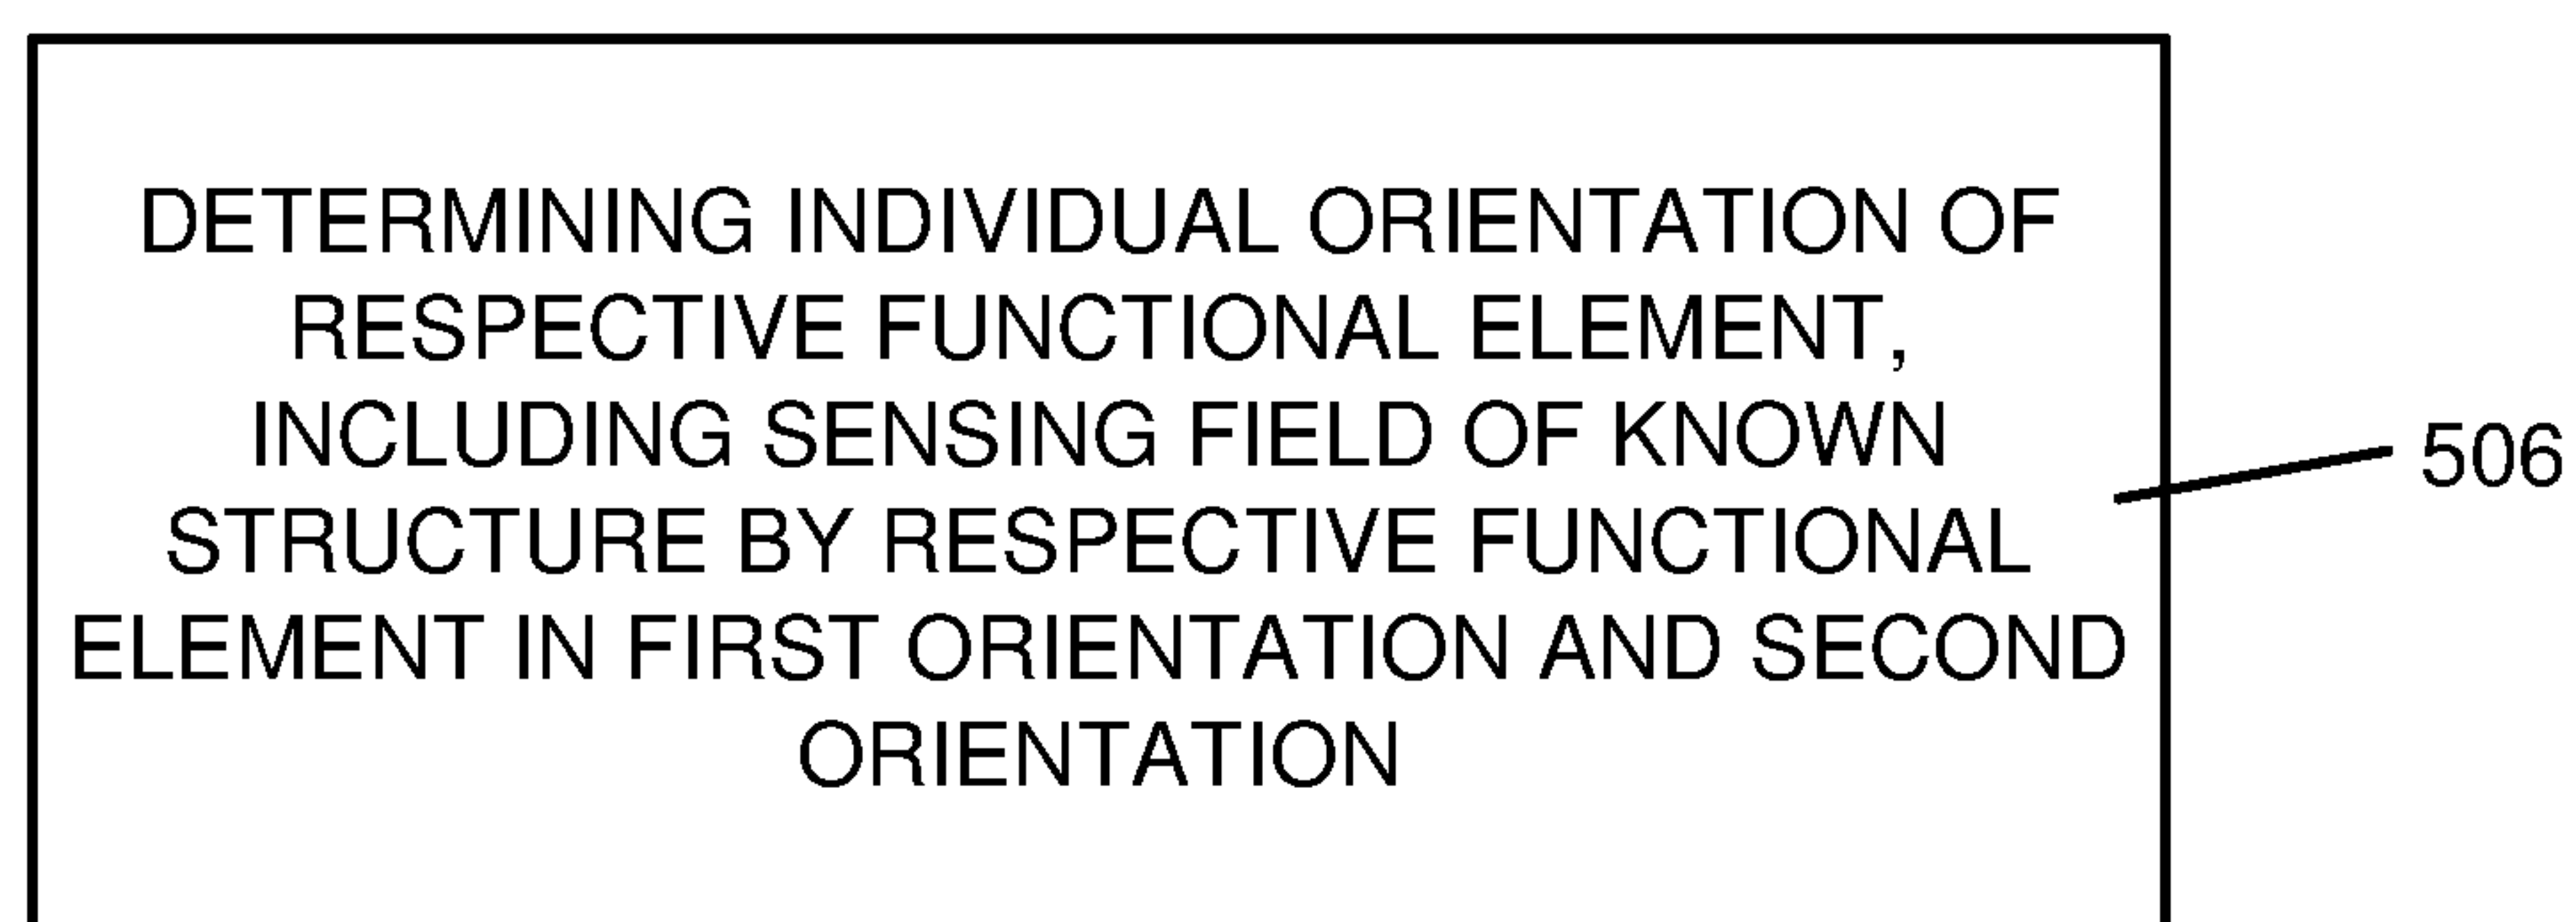 DETERMINING INDIVIDUAL ORIENTATION OF
RESPECTIVE FUNCTIONAL ELEMENT,
INCLUDING SENSING FIELD OF KNOWN
STRUCTURE BY RESPECTIVE FUNCTIONAL
ELEMENT IN FIRST ORIENTATION AND SECOND
ORIENTATION
506